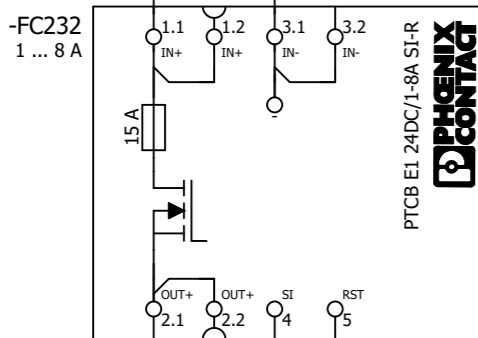 -FC232
1 ... 8 A
1.1
1.2
3.1
3.2
IN+
IN+
IN-
IN-
-
15 A
PTCB E1 24DC/1-8A SI-R
PHŒNIX
CONTACT
OUT+
OUT+
SI
RST
2.1
2.2
4
5